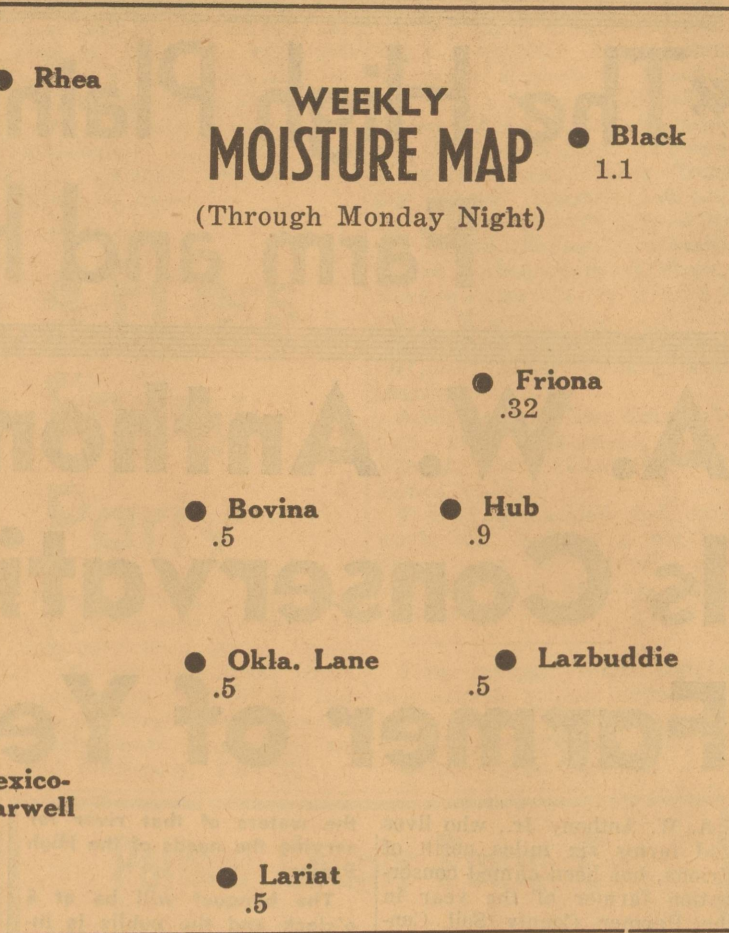 Rhea
WEEKLY
MOISTURE MAP
(Through Monday Night)
Black
1.1
Friona
.32
Bovina
.5
Hub
.9
Okla. Lane
.5
Lazbuddie
.5
exico-
arwell
Lariat
.5